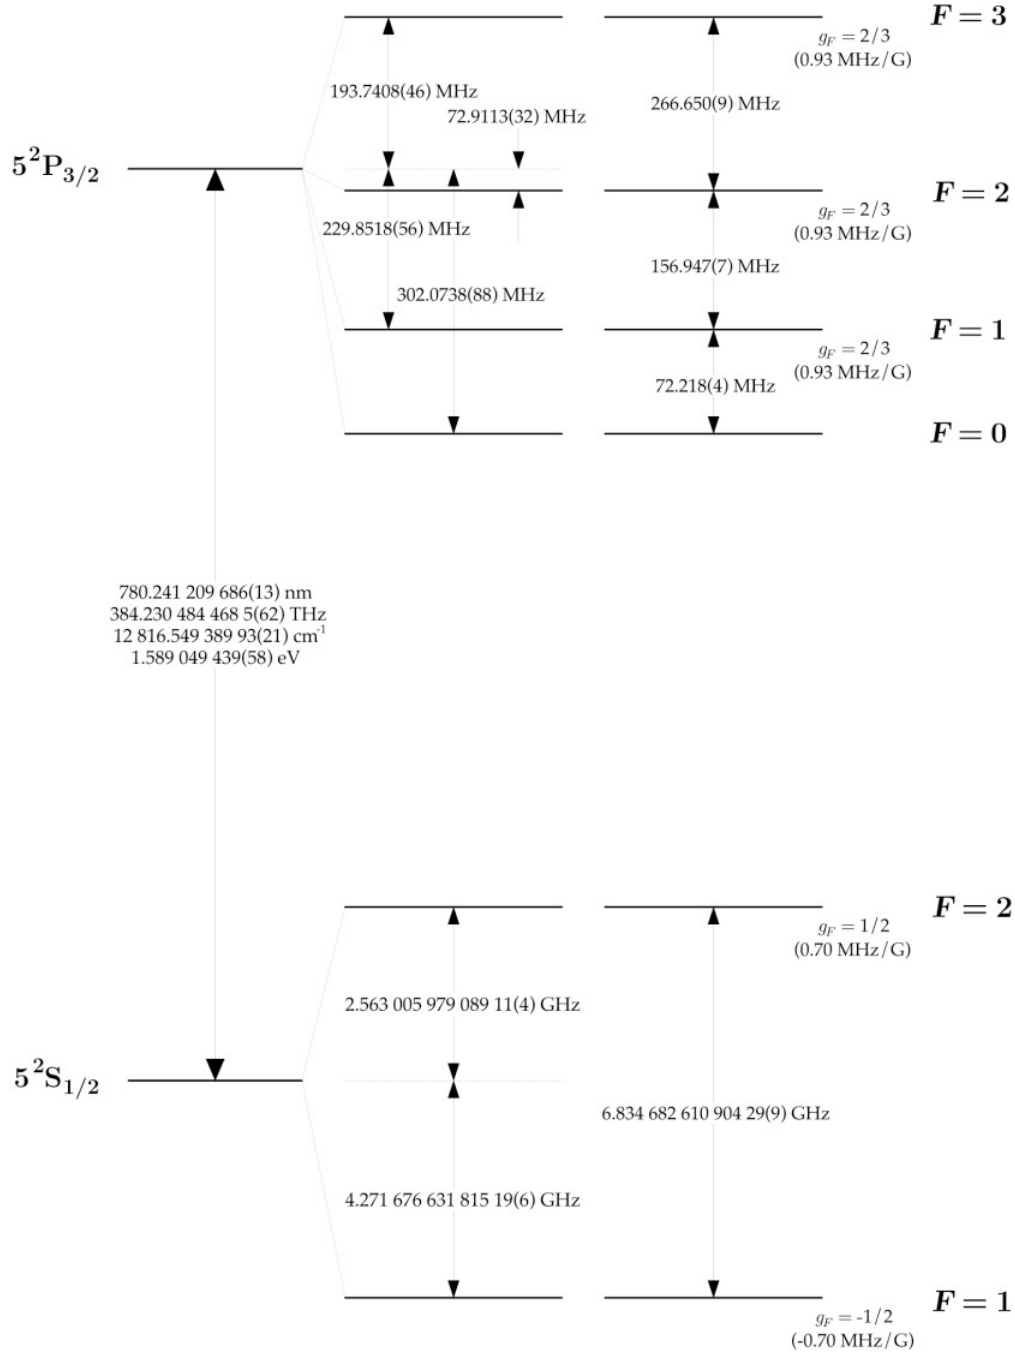 F = 3
g_F = 2/3
(0.93 MHz/G)
193.7408(46) MHz
72.9113(32) MHz
266.650(9) MHz
5²P₃/₂
F = 2
g_F = 2/3
(0.93 MHz/G)
229.8518(56) MHz
156.947(7) MHz
302.0738(88) MHz
F = 1
g_F = 2/3
(0.93 MHz/G)
72.218(4) MHz
F = 0
780.241 209 686(13) nm
384.230 484 468 5(62) THz
12 816.549 389 93(21) cm⁻¹
1.589 049 439(58) eV
F = 2
g_F = 1/2
(0.70 MHz/G)
2.563 005 979 089 11(4) GHz
5²S₁/₂
6.834 682 610 904 29(9) GHz
4.271 676 631 815 19(6) GHz
F = 1
g_F = -1/2
(-0.70 MHz/G)